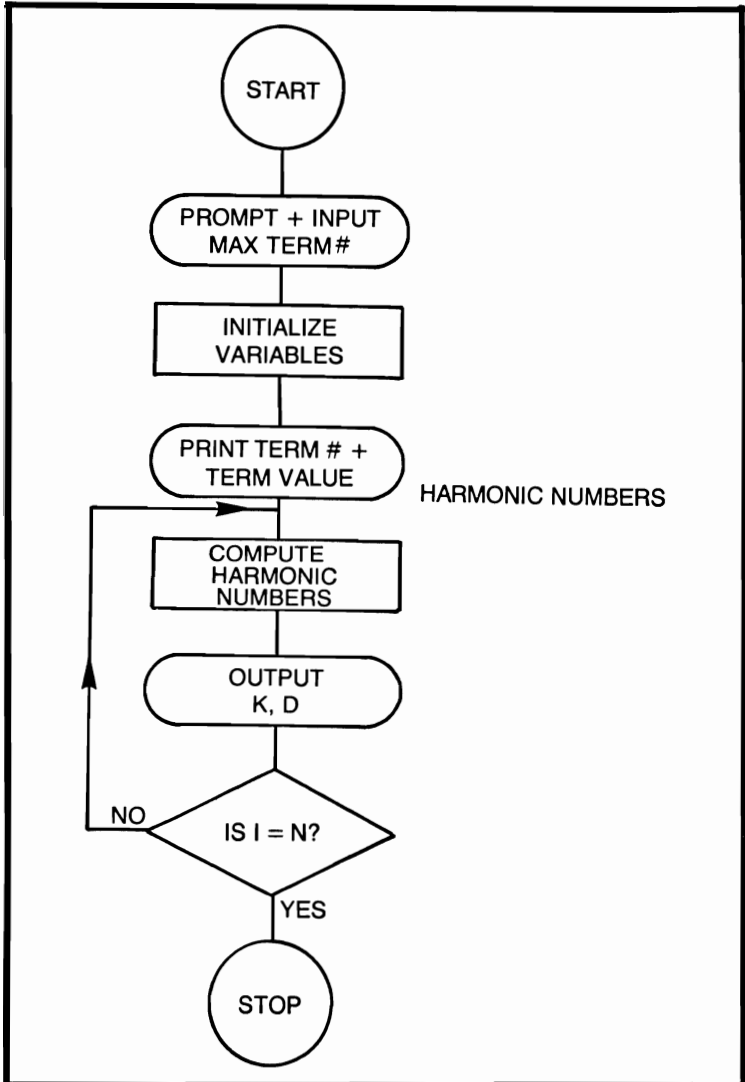 START
PROMPT + INPUT
MAX TERM #
INITIALIZE
VARIABLES
PRINT TERM # +
TERM VALUE
HARMONIC NUMBERS
COMPUTE
HARMONIC
NUMBERS
OUTPUT
K, D
IS I = N?
NO
YES
STOP